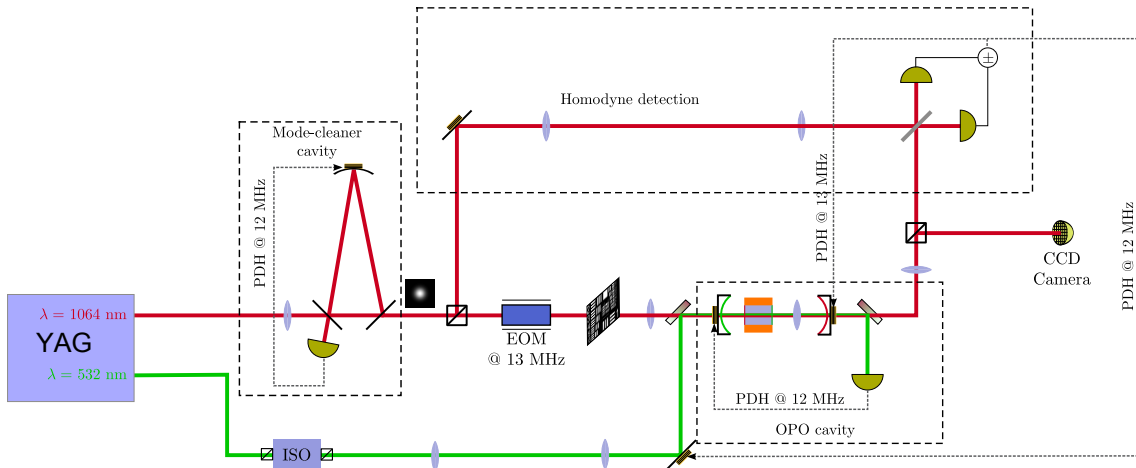 Homodyne detection
±
Mode-cleaner
cavity
PDH @ 12 MHz
PDH @ 13 MHz
PDH @ 12 MHz
CCD
Camera
λ = 1064 nm
YAG
λ = 532 nm
EOM
@ 13 MHz
PDH @ 12 MHz
OPO cavity
ISO